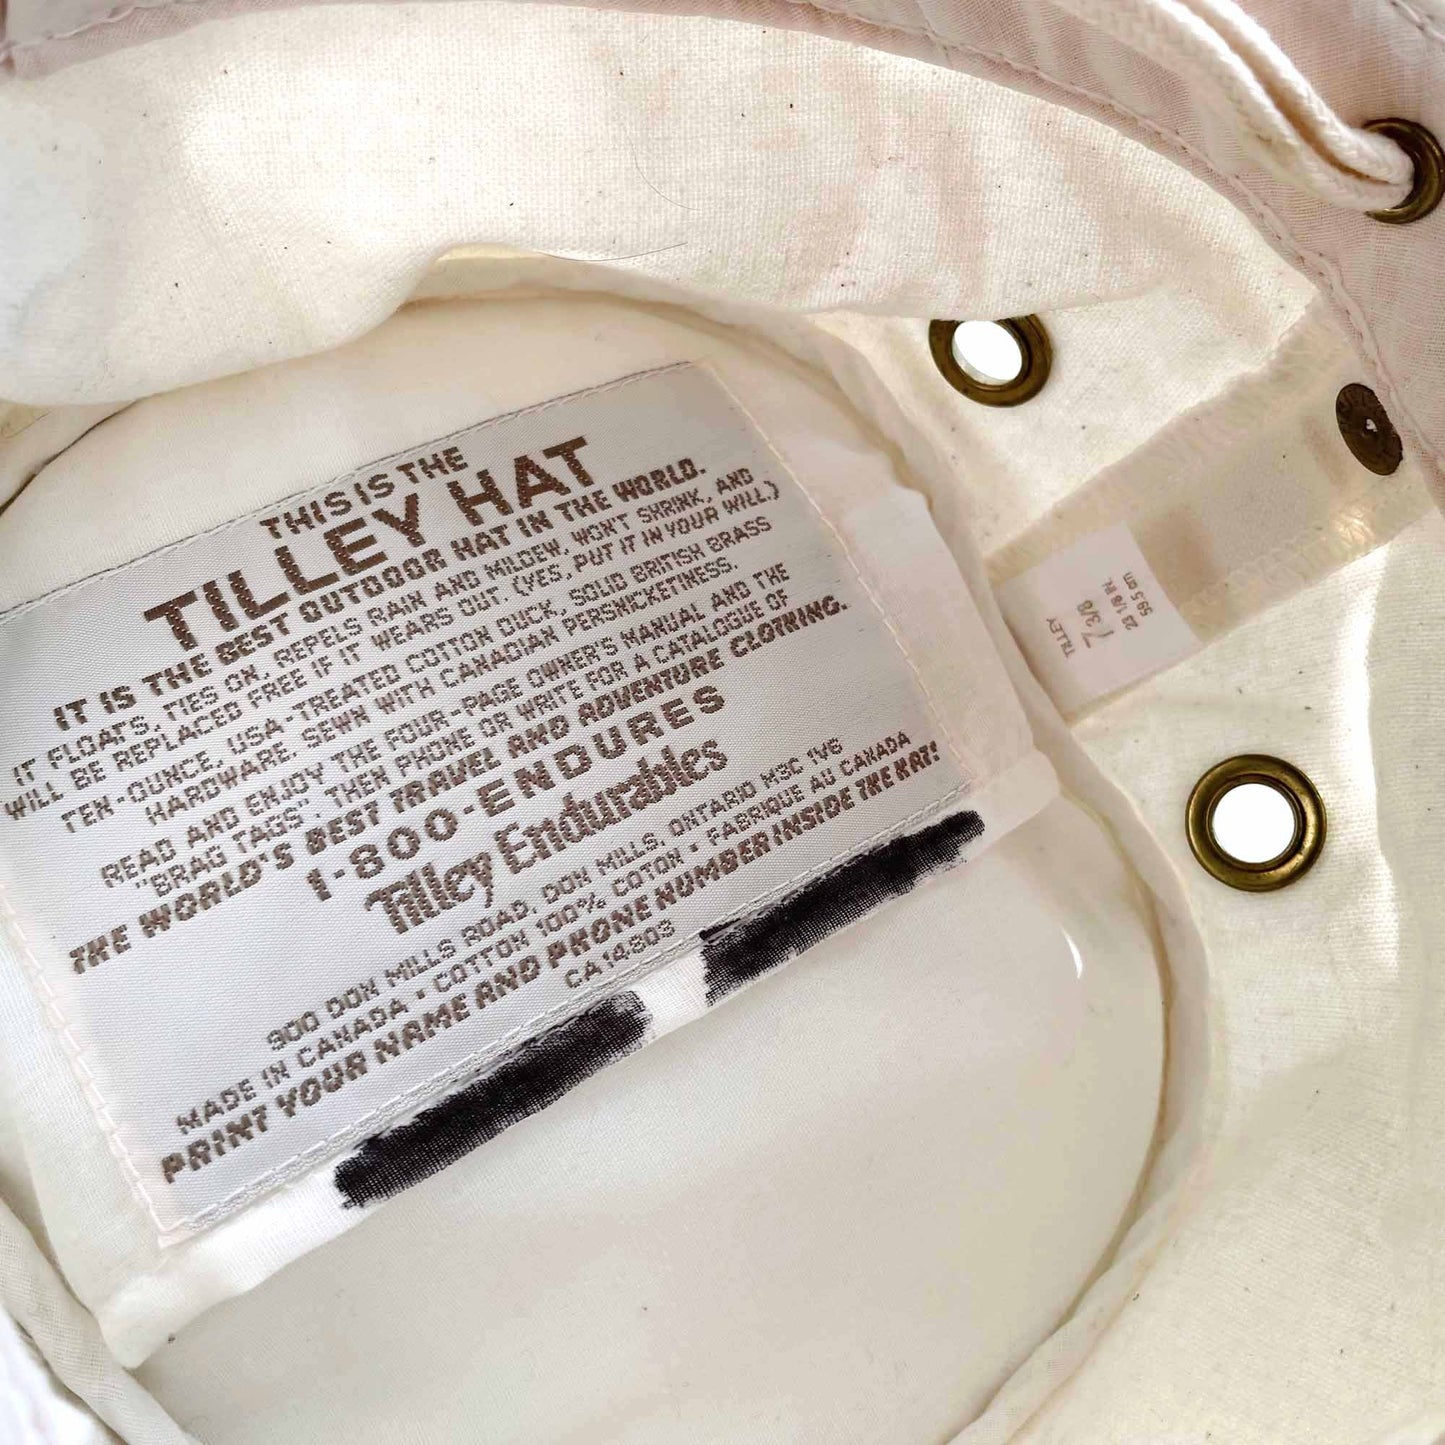 THIS IS THE
TILLEY HAT
IT IS THE BEST OUTDOOR HAT IN THE WORLD.
IT FLOATS, TIES ON, REPELS RAIN AND MILDEW, WON'T SHRINK, AND
WILL BE REPLACED FREE IF IT WEARS OUT. (YES, PUT IT IN YOUR WILL.)
TEN-OUNCE, USA-TREATED COTTON DUCK, SOLID BRITISH BRASS
HARDWARE. SEWN WITH CANADIAN PERSNICKETINESS.
READ AND ENJOY THE FOUR-PAGE OWNER'S MANUAL AND THE
"BRAG TAGS". THEN PHONE OR WRITE FOR A CATALOGUE OF
THE WORLD'S BEST TRAVEL AND ADVENTURE CLOTHING.
1-800-ENDURES
Tilley Endurables
900 DON MILLS ROAD, DON MILLS, ONTARIO M3C 1V6
MADE IN CANADA • COTTON 100% COTON • FABRIQUE AU CANADA
PRINT YOUR NAME AND PHONE NUMBER INSIDE THE HAT!
CA14803
TILLEY
7 3/8
23 1/8 IN.
59.5 cm